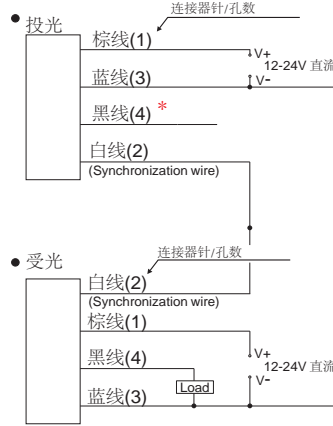 连接器针/孔数
● 投光
棕线(1)
V+
12-24V 直流
蓝线(3)
V-
黑线(4) *
白线(2)
(Synchronization wire)
● 受光
连接器针/孔数
白线(2)
(Synchronization wire)
棕线(1)
V+
黑线(4)
12-24V 直流
V-
Load
蓝线(3)